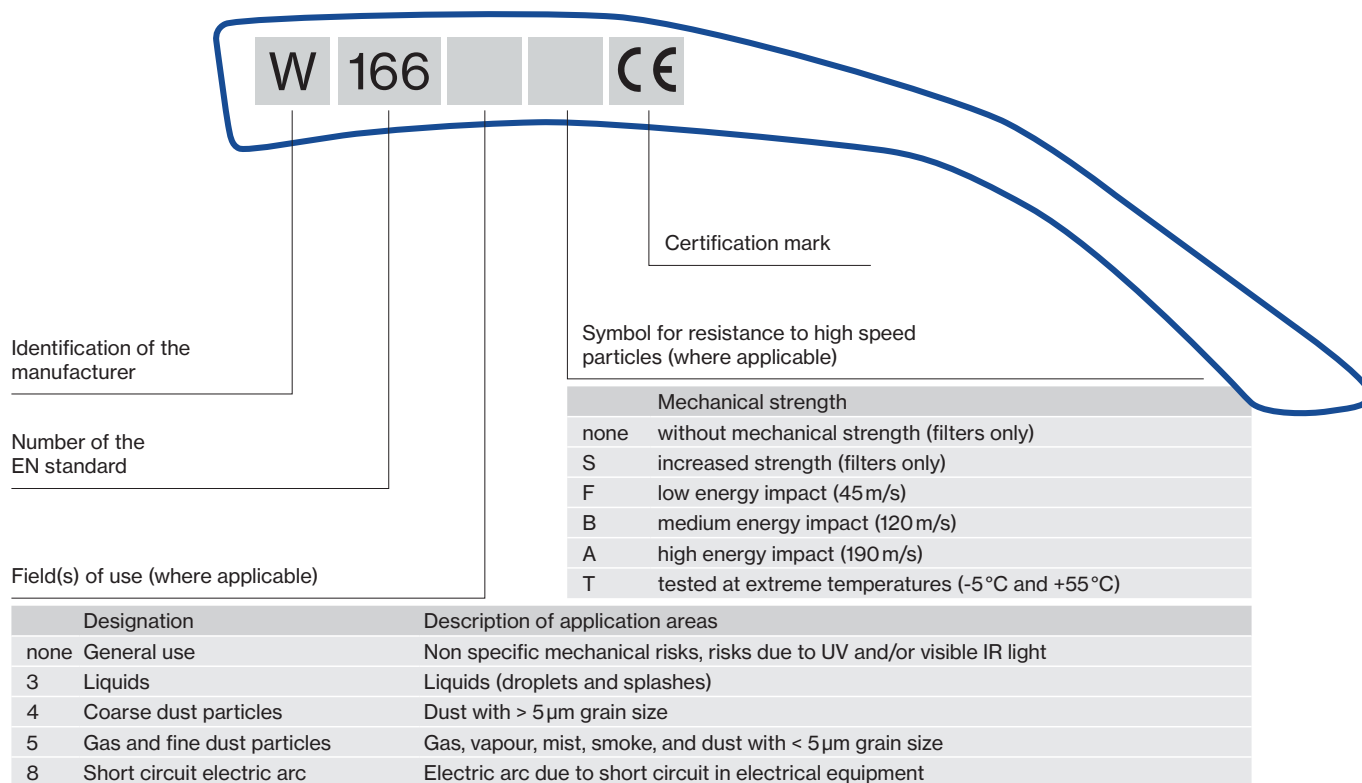 W 166 CE
Certification mark
Symbol for resistance to high speed
particles (where applicable)
Identification of the
manufacturer
Mechanical strength
none without mechanical strength (filters only)
S increased strength (filters only)
F low energy impact (45 m/s)
B medium energy impact (120 m/s)
A high energy impact (190 m/s)
T tested at extreme temperatures (-5 °C and +55 °C)
Number of the
EN standard
Field(s) of use (where applicable)
Designation Description of application areas
none General use Non specific mechanical risks, risks due to UV and/or visible IR light
3 Liquids Liquids (droplets and splashes)
4 Coarse dust particles Dust with > 5 µm grain size
5 Gas and fine dust particles Gas, vapour, mist, smoke, and dust with < 5 µm grain size
8 Short circuit electric arc Electric arc due to short circuit in electrical equipment